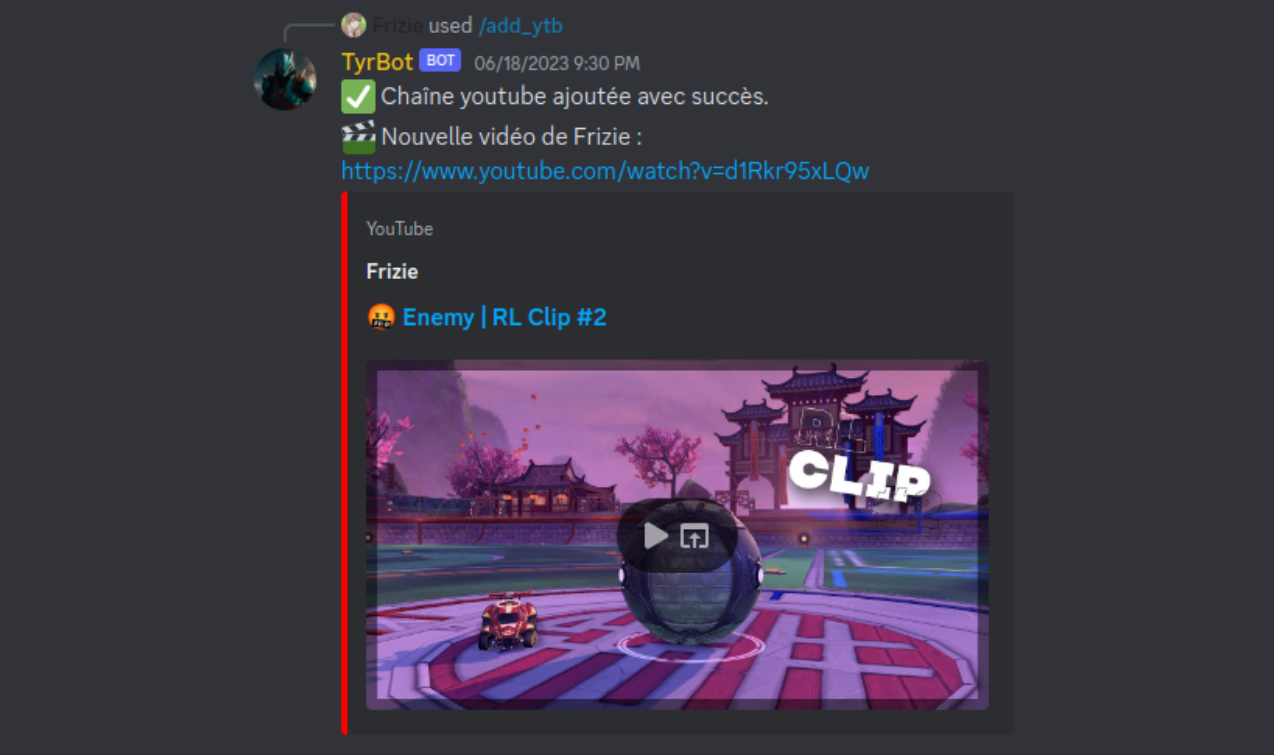 Frizie used /add_ytb
TyrBot BOT 06/18/2023 9:30 PM
✅ Chaîne youtube ajoutée avec succès.
🎬 Nouvelle vidéo de Frizie :
https://www.youtube.com/watch?v=d1Rkr95xLQw
YouTube
Frizie
🤬 Enemy | RL Clip #2
RL
CLIP